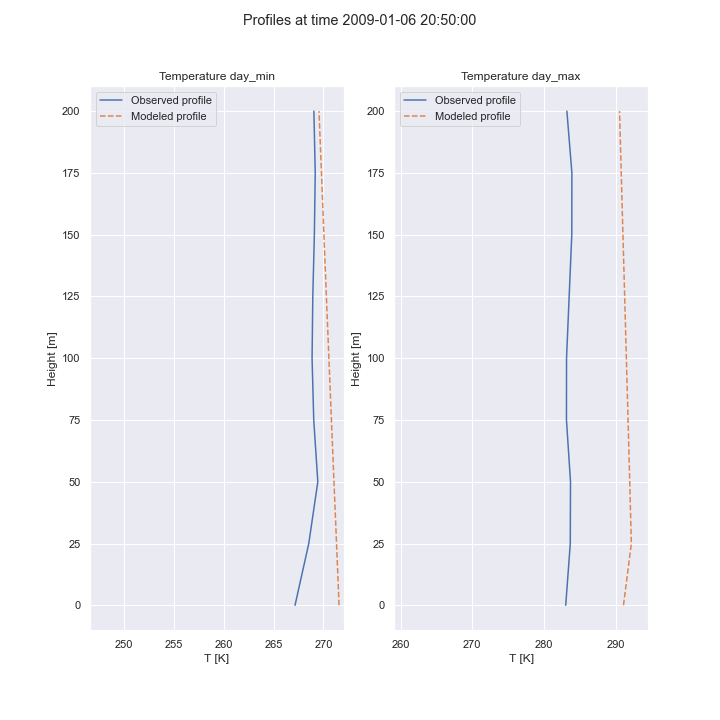 Profiles at time 2009-01-06 20:50:00
Temperature day_min
Observed profile
Modeled profile
200
175
150
125
100
75
50
25
0
Height [m]
250
255
260
265
270
T [K]
Temperature day_max
Observed profile
Modeled profile
200
175
150
125
100
75
50
25
0
Height [m]
260
270
280
290
T [K]